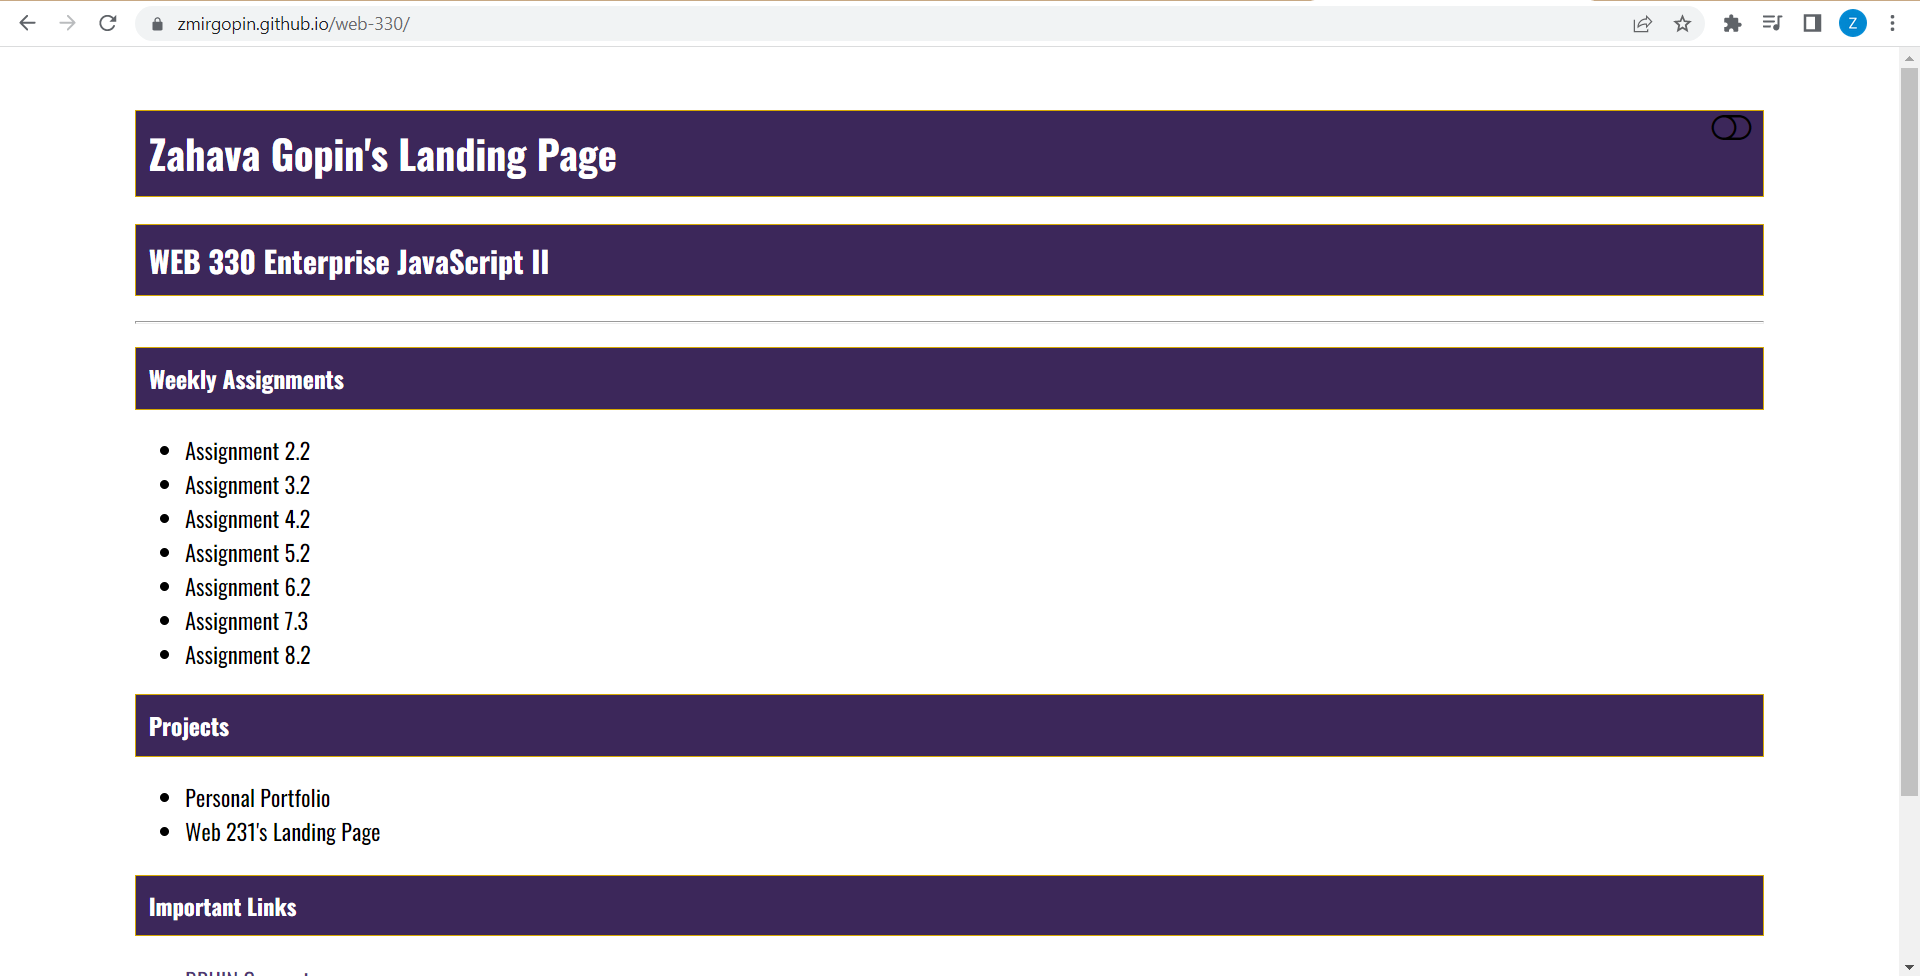 zmirgopin.github.io/web-330/
Z
Zahava Gopin's Landing Page
WEB 330 Enterprise JavaScript II
Weekly Assignments
Assignment 2.2
Assignment 3.2
Assignment 4.2
Assignment 5.2
Assignment 6.2
Assignment 7.3
Assignment 8.2
Projects
Personal Portfolio
Web 231's Landing Page
Important Links